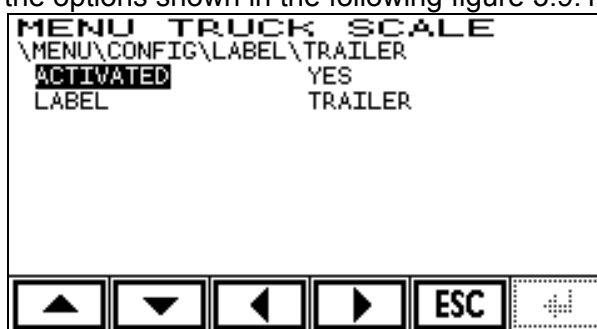 the options shown in the following figure 3.9.1
MENU TRUCK SCALE
\MENU\CONFIG\LABEL\TRAILER
ACTIVATED YES
LABEL TRAILER
ESC